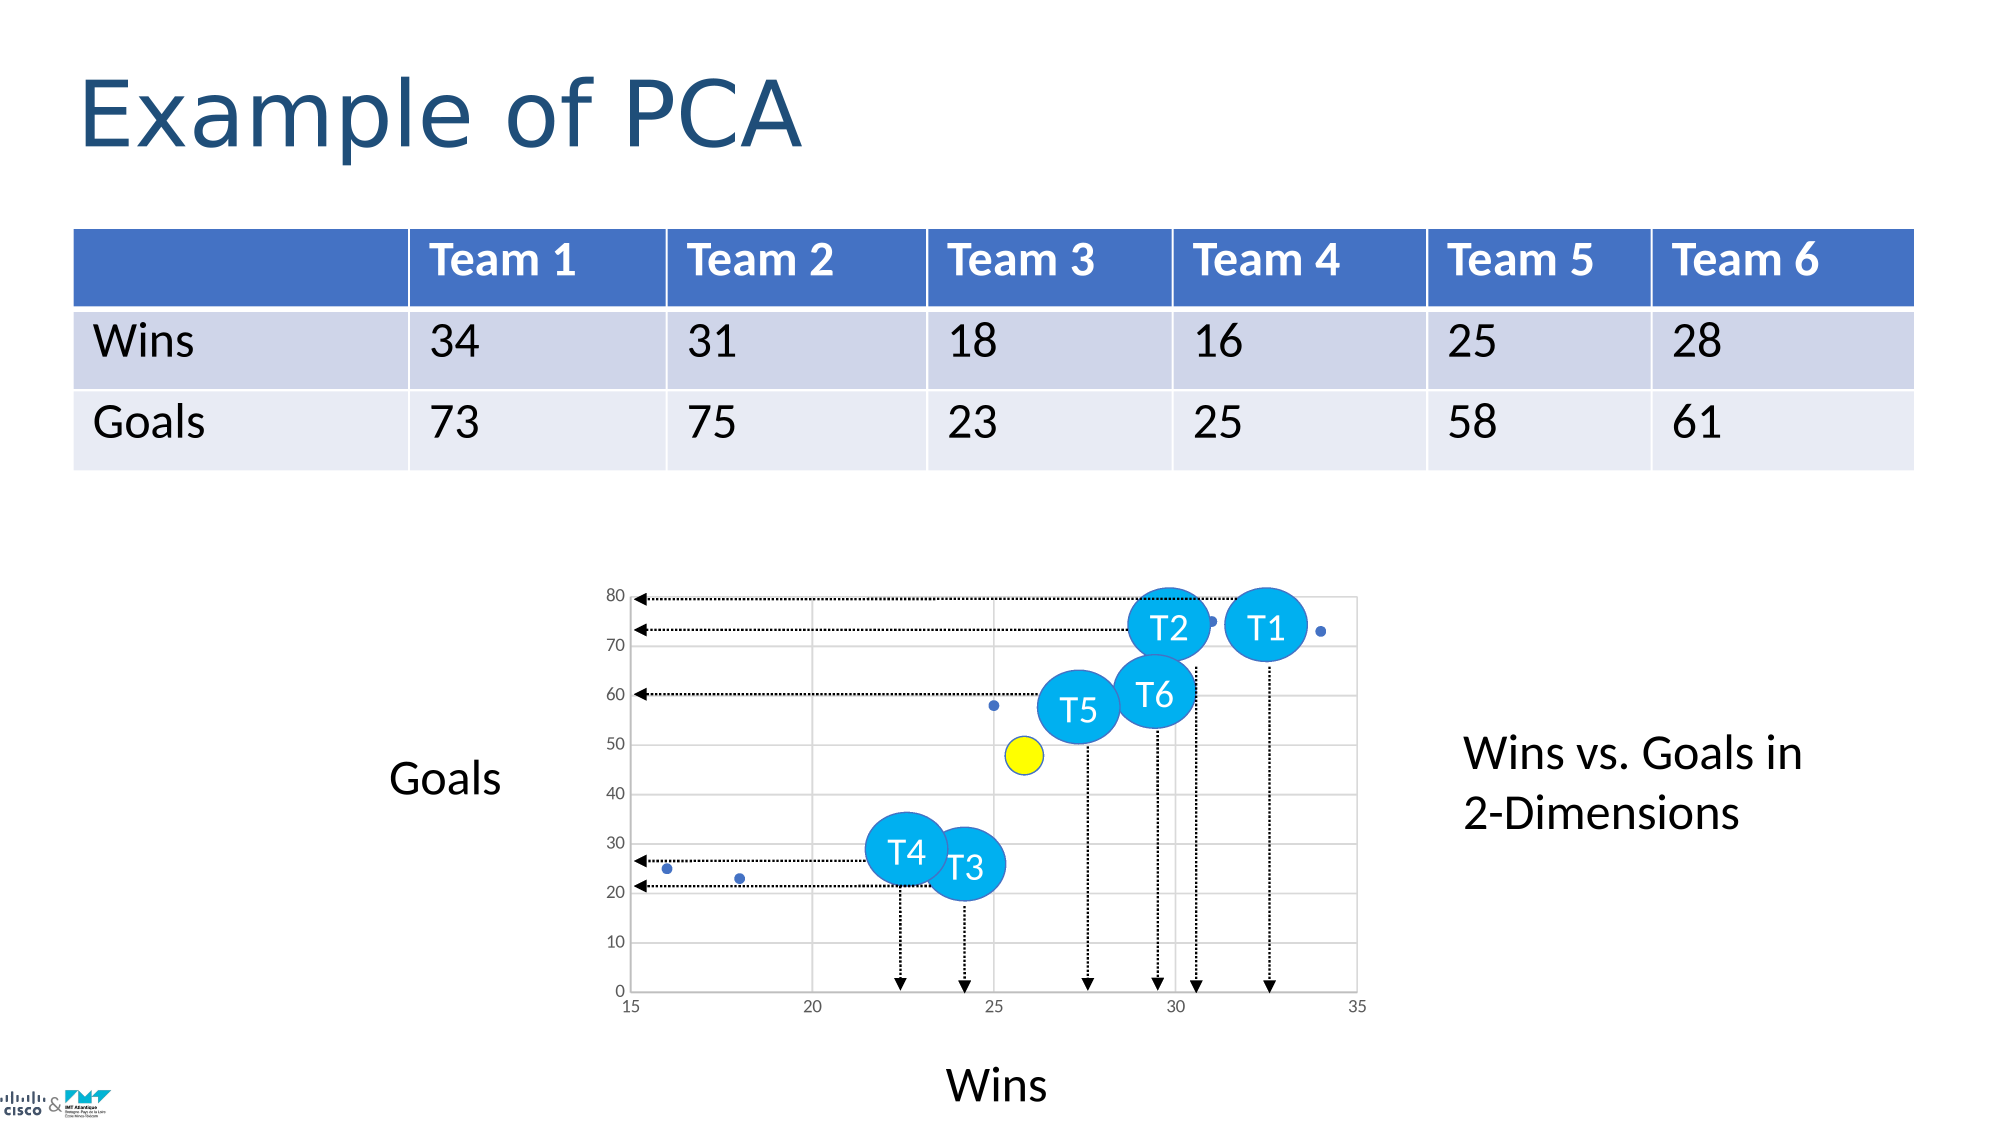 Example of PCA
Team 1 Team 2 Team 3 Team 4 Team 5 Team 6
Wins 34 31 18 16 25 28
Goals 73 75 23 25 58 61
80
70
60
50
40
30
20
10
0
T2 T1
T6
T5
T4 T3
15 20 25 30 35
Goals
Wins vs. Goals in
2-Dimensions
Wins
CISCO & IMT Atlantique